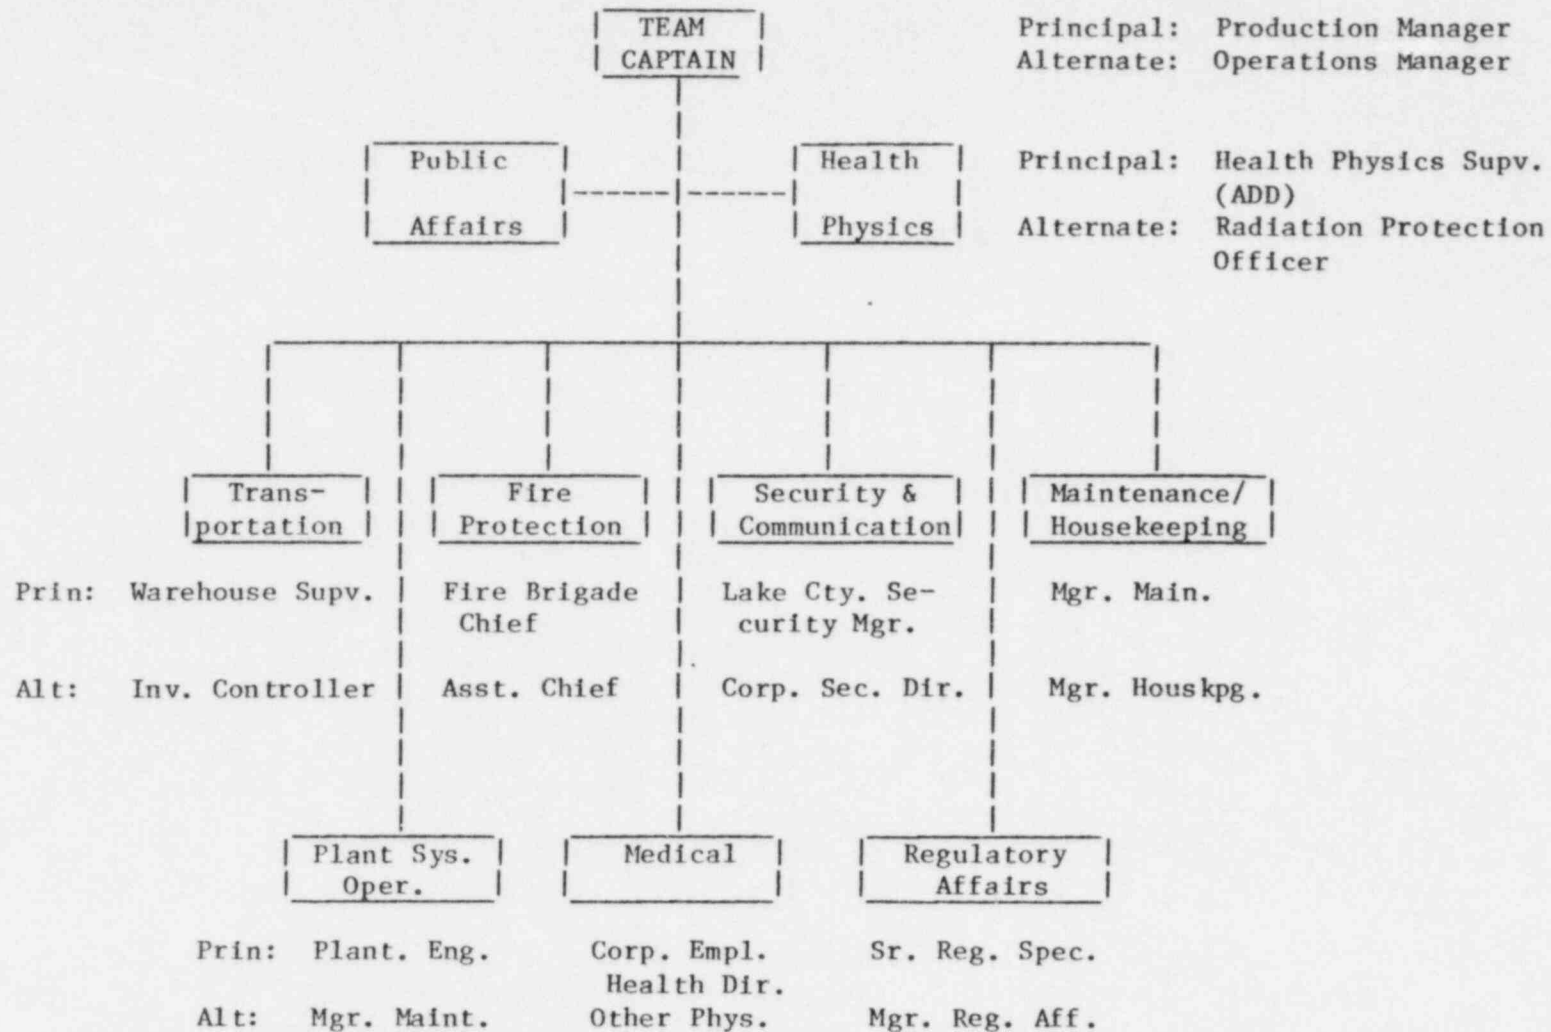 TEAM
CAPTAIN
Principal: Production Manager
Alternate: Operations Manager
Public
Affairs
Health
Physics
Principal: Health Physics Supv.
(ADD)
Alternate: Radiation Protection
Officer
Trans-
portation
Fire
Protection
Security &
Communication
Maintenance/
Housekeeping
Prin: Warehouse Supv. Fire Brigade Lake Cty. Se- Mgr. Main.
Chief curity Mgr.
Alt: Inv. Controller Asst. Chief Corp. Sec. Dir. Mgr. Houskpg.
Plant Sys.
Oper.
Medical
Regulatory
Affairs
Prin: Plant. Eng. Corp. Empl. Sr. Reg. Spec.
Health Dir.
Alt: Mgr. Maint. Other Phys. Mgr. Reg. Aff.